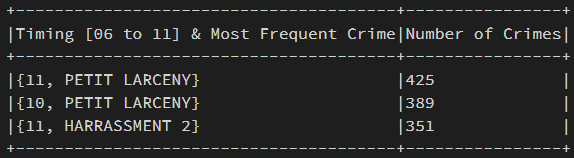 +--------------------------------------+----------------+
|Timing [06 to 11] & Most Frequent Crime|Number of Crimes|
+--------------------------------------+----------------+
|{11, PETIT LARCENY}                    |425             |
|{10, PETIT LARCENY}                    |389             |
|{11, HARRASSMENT 2}                    |351             |
+--------------------------------------+----------------+